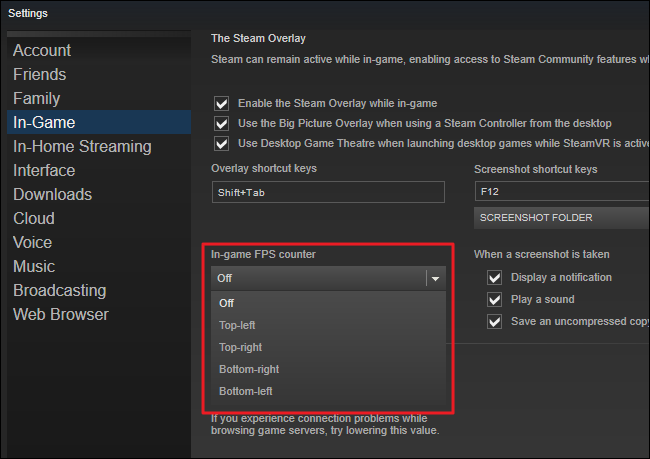 Settings
Account
Friends
Family
In-Game
In-Home Streaming
Interface
Downloads
Cloud
Voice
Music
Broadcasting
Web Browser
The Steam Overlay
Steam can remain active while in-game, enabling access to Steam Community features
Enable the Steam Overlay while in-game
Use the Big Picture Overlay when using a Steam Controller from the desktop
Use Desktop Game Theatre when launching desktop games while SteamVR is active
Overlay shortcut keys
Shift+Tab
Screenshot shortcut keys
F12
SCREENSHOT FOLDER
In-game FPS counter
Off
Off
Top-left
Top-right
Bottom-right
Bottom-left
When a screenshot is taken
Display a notification
Play a sound
Save an uncompressed copy
If you experience connection problems while
browsing game servers, try lowering this value.